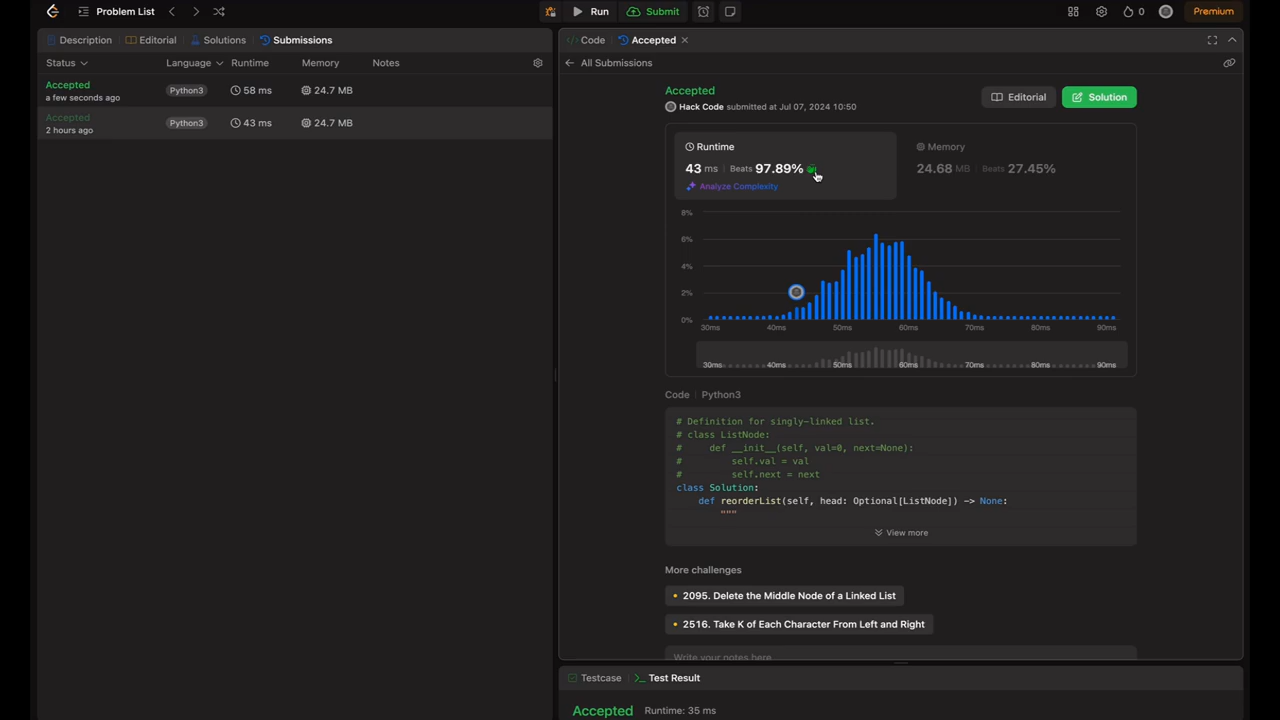 Problem List
Run
Submit
0
Premium
Description
Editorial
Solutions
Submissions
Status
Language
Runtime
Memory
Notes
Accepted
a few seconds ago
Python3
58 ms
24.7 MB
Accepted
2 hours ago
Python3
43 ms
24.7 MB
Code
Accepted
All Submissions
Accepted
Hack Code submitted at Jul 07, 2024 10:50
Editorial
Solution
Runtime
43 ms | Beats 97.89%
Analyze Complexity
Memory
24.68 MB | Beats 27.45%
8%
6%
4%
2%
0%
30ms 40ms 50ms 60ms 70ms 80ms 90ms
30ms 40ms 50ms 60ms 70ms 80ms 90ms
Code | Python3
# Definition for singly-linked list.
# class ListNode:
#     def __init__(self, val=0, next=None):
#         self.val = val
#         self.next = next
class Solution:
    def reorderList(self, head: Optional[ListNode]) -> None:
        """
View more
More challenges
2095. Delete the Middle Node of a Linked List
2516. Take K of Each Character From Left and Right
Write your notes here
Testcase
>_ Test Result
Accepted
Runtime: 35 ms